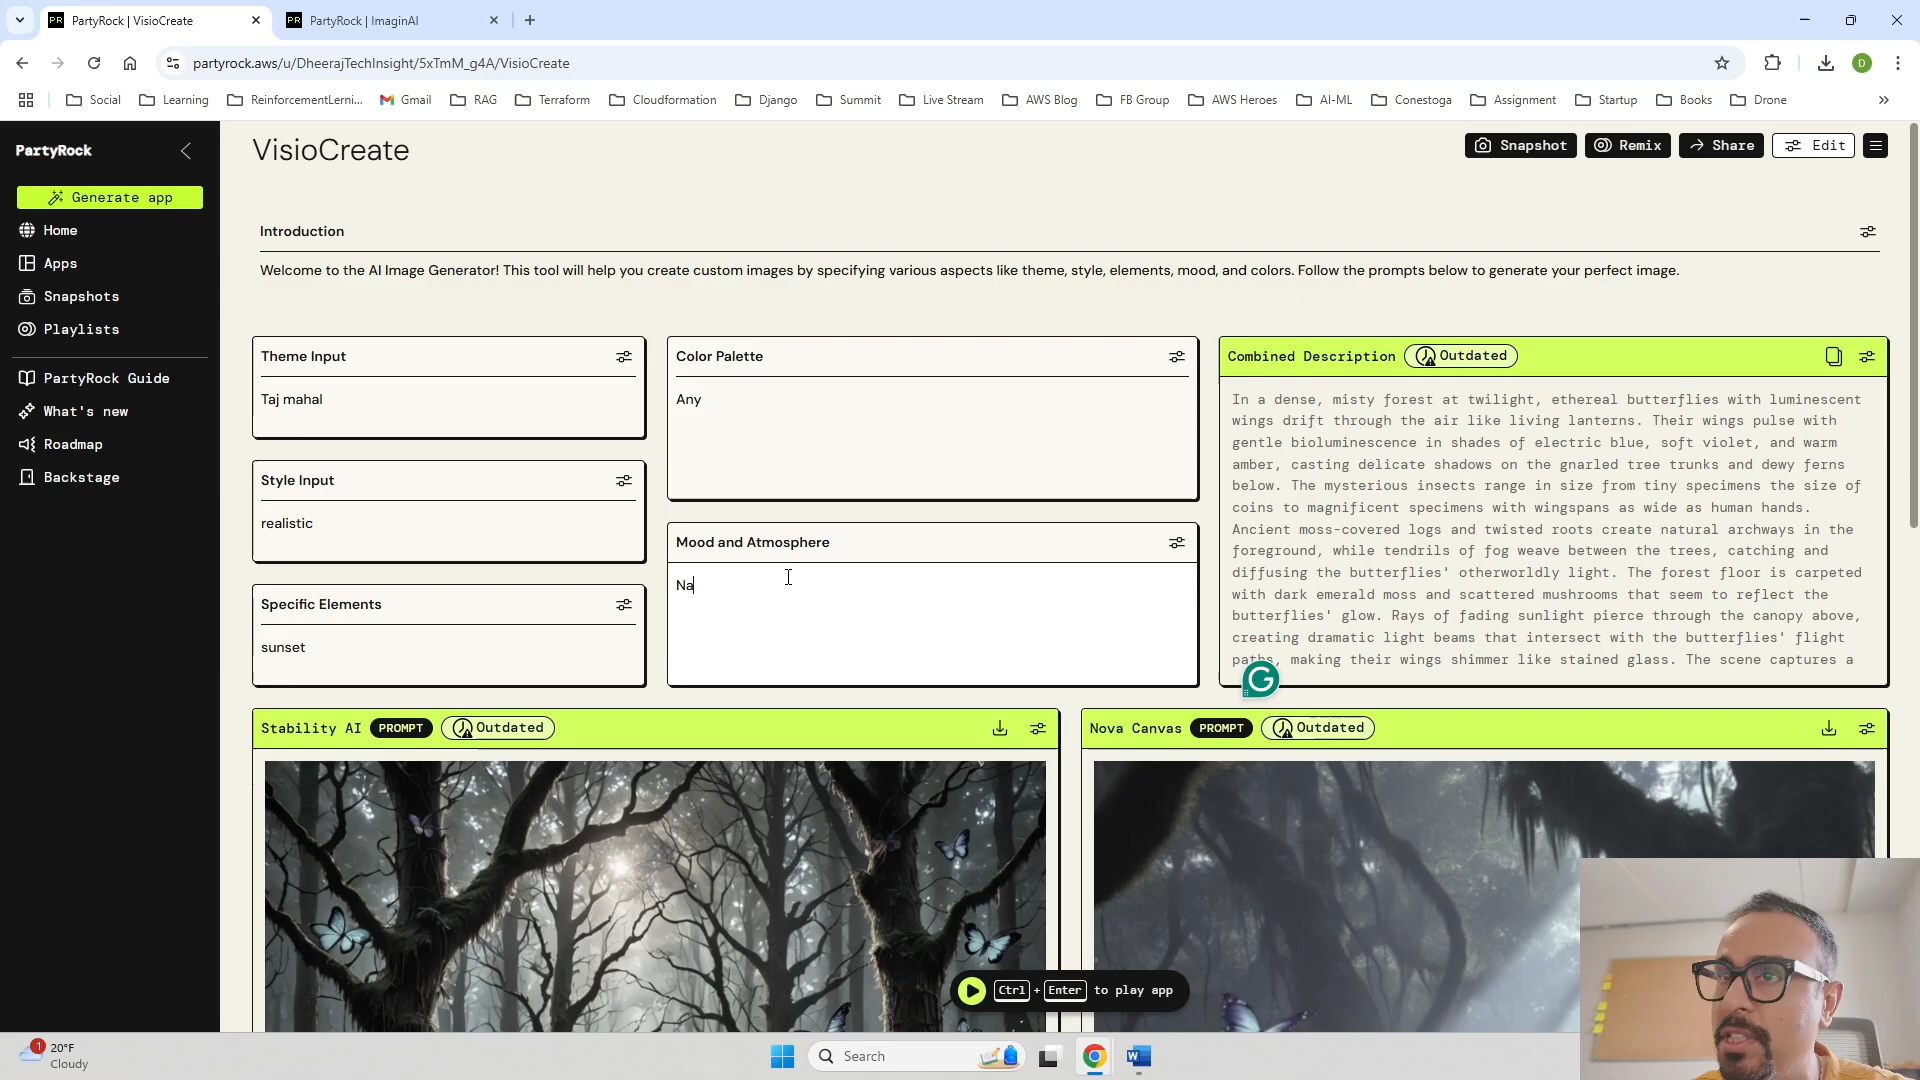 PartyRock | VisioCreate
PartyRock | ImaginAI
partyrock.aws/u/DheerajTechInsight/5xTmM_g4A/VisioCreate
D
Social
Learning
ReinforcementLerni...
Gmail
RAG
Terraform
Cloudformation
Django
Summit
Live Stream
AWS Blog
FB Group
AWS Heroes
AI-ML
Conestoga
Assignment
Startup
Books
Drone
PartyRock
Generate app
Home
Apps
Snapshots
Playlists
PartyRock Guide
What's new
Roadmap
Backstage
VisioCreate
Snapshot
Remix
Share
Edit
Introduction
Welcome to the AI Image Generator! This tool will help you create custom images by specifying various aspects like theme, style, elements, mood, and colors. Follow the prompts below to generate your perfect image.
Theme Input
Taj mahal
Style Input
realistic
Specific Elements
sunset
Color Palette
Any
Mood and Atmosphere
Na
Combined Description
Outdated
In a dense, misty forest at twilight, ethereal butterflies with luminescent
wings drift through the air like living lanterns. Their wings pulse with
gentle bioluminescence in shades of electric blue, soft violet, and warm
amber, casting delicate shadows on the gnarled tree trunks and dewy ferns
below. The mysterious insects range in size from tiny specimens the size of
coins to magnificent specimens with wingspans as wide as human hands.
Ancient moss-covered logs and twisted roots create natural archways in the
foreground, while tendrils of fog weave between the trees, catching and
diffusing the butterflies' otherworldly light. The forest floor is carpeted
with dark emerald moss and scattered mushrooms that seem to reflect the
butterflies' glow. Rays of fading sunlight pierce through the canopy above,
creating dramatic light beams that intersect with the butterflies' flight
paths, making their wings shimmer like stained glass. The scene captures a
Stability AI
PROMPT
Outdated
Nova Canvas
PROMPT
Outdated
Ctrl + Enter to play app
1
20°F
Cloudy
Search